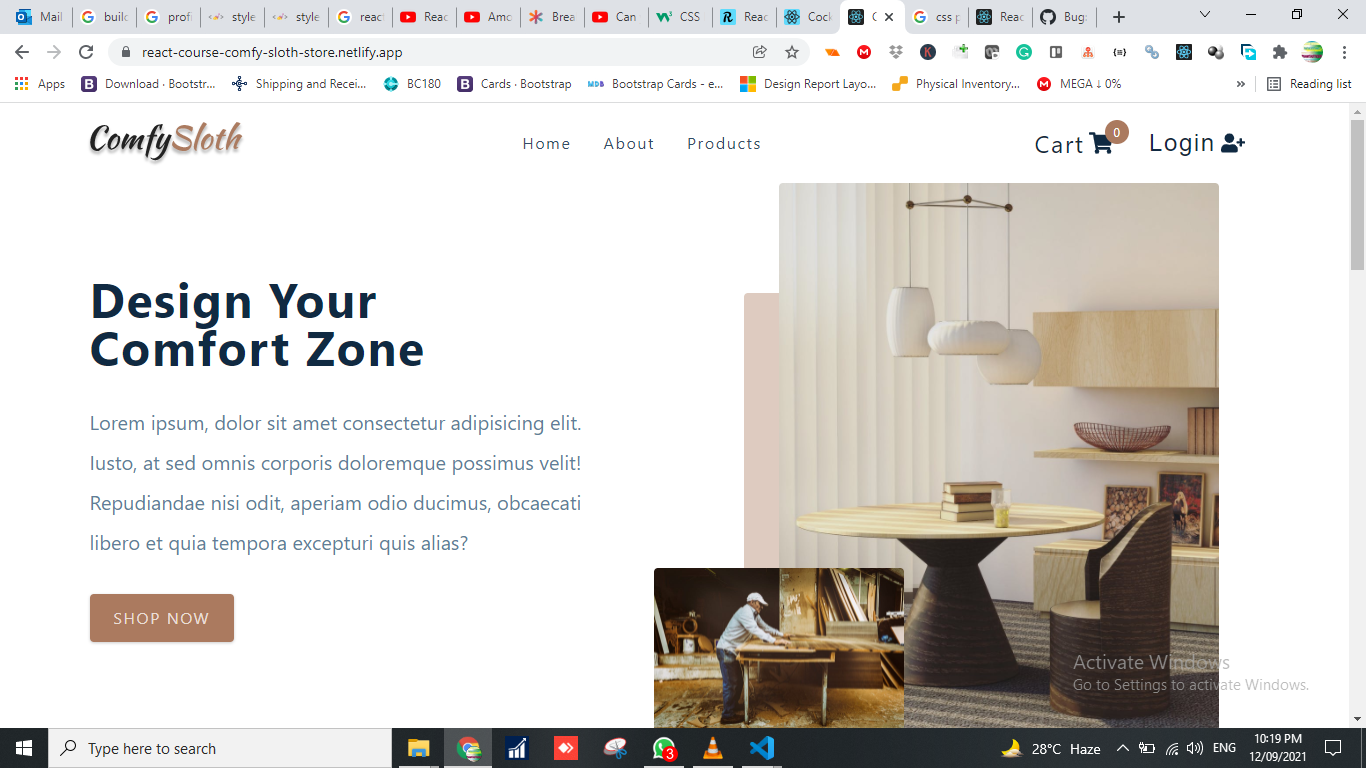 Mail
build
profi
style
style
react
Reac
Amc
Brea
Can
CSS
Reac
Cock
css p
Reac
Bug:
react-course-comfy-sloth-store.netlify.app
Apps
Download · Bootstr...
Shipping and Recei...
BC180
Cards · Bootstrap
Bootstrap Cards - e...
Design Report Layo...
Physical Inventory...
MEGA ↓ 0%
»
Reading list
ComfySloth
Home
About
Products
Cart
0
Login
Design Your
Comfort Zone
Lorem ipsum, dolor sit amet consectetur adipisicing elit.
Iusto, at sed omnis corporis doloremque possimus velit!
Repudiandae nisi odit, aperiam odio ducimus, obcaecati
libero et quia tempora excepturi quis alias?
SHOP NOW
Activate Windows
Go to Settings to activate Windows.
Type here to search
3
28°C Haze
ENG
10:19 PM
12/09/2021